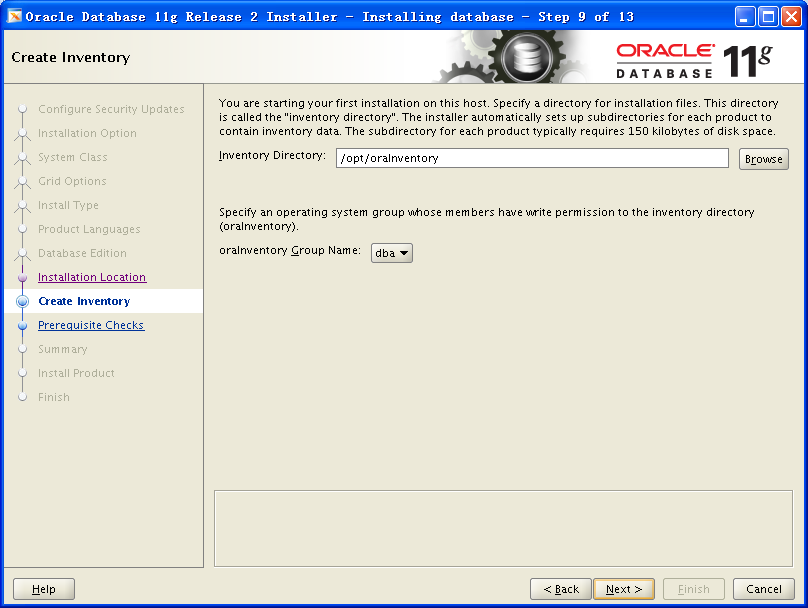 Oracle Database 11g Release 2 Installer - Installing database - Step 9 of 13
Create Inventory
ORACLE
DATABASE
11g
Configure Security Updates
Installation Option
System Class
Grid Options
Install Type
Product Languages
Database Edition
Installation Location
Create Inventory
Prerequisite Checks
Summary
Install Product
Finish
You are starting your first installation on this host. Specify a directory for installation files. This directory
is called the "inventory directory". The installer automatically sets up subdirectories for each product to
contain inventory data. The subdirectory for each product typically requires 150 kilobytes of disk space.
Inventory Directory: /opt/oraInventory Browse
Specify an operating system group whose members have write permission to the inventory directory
(oraInventory).
oraInventory Group Name: dba
Help < Back Next > Finish Cancel